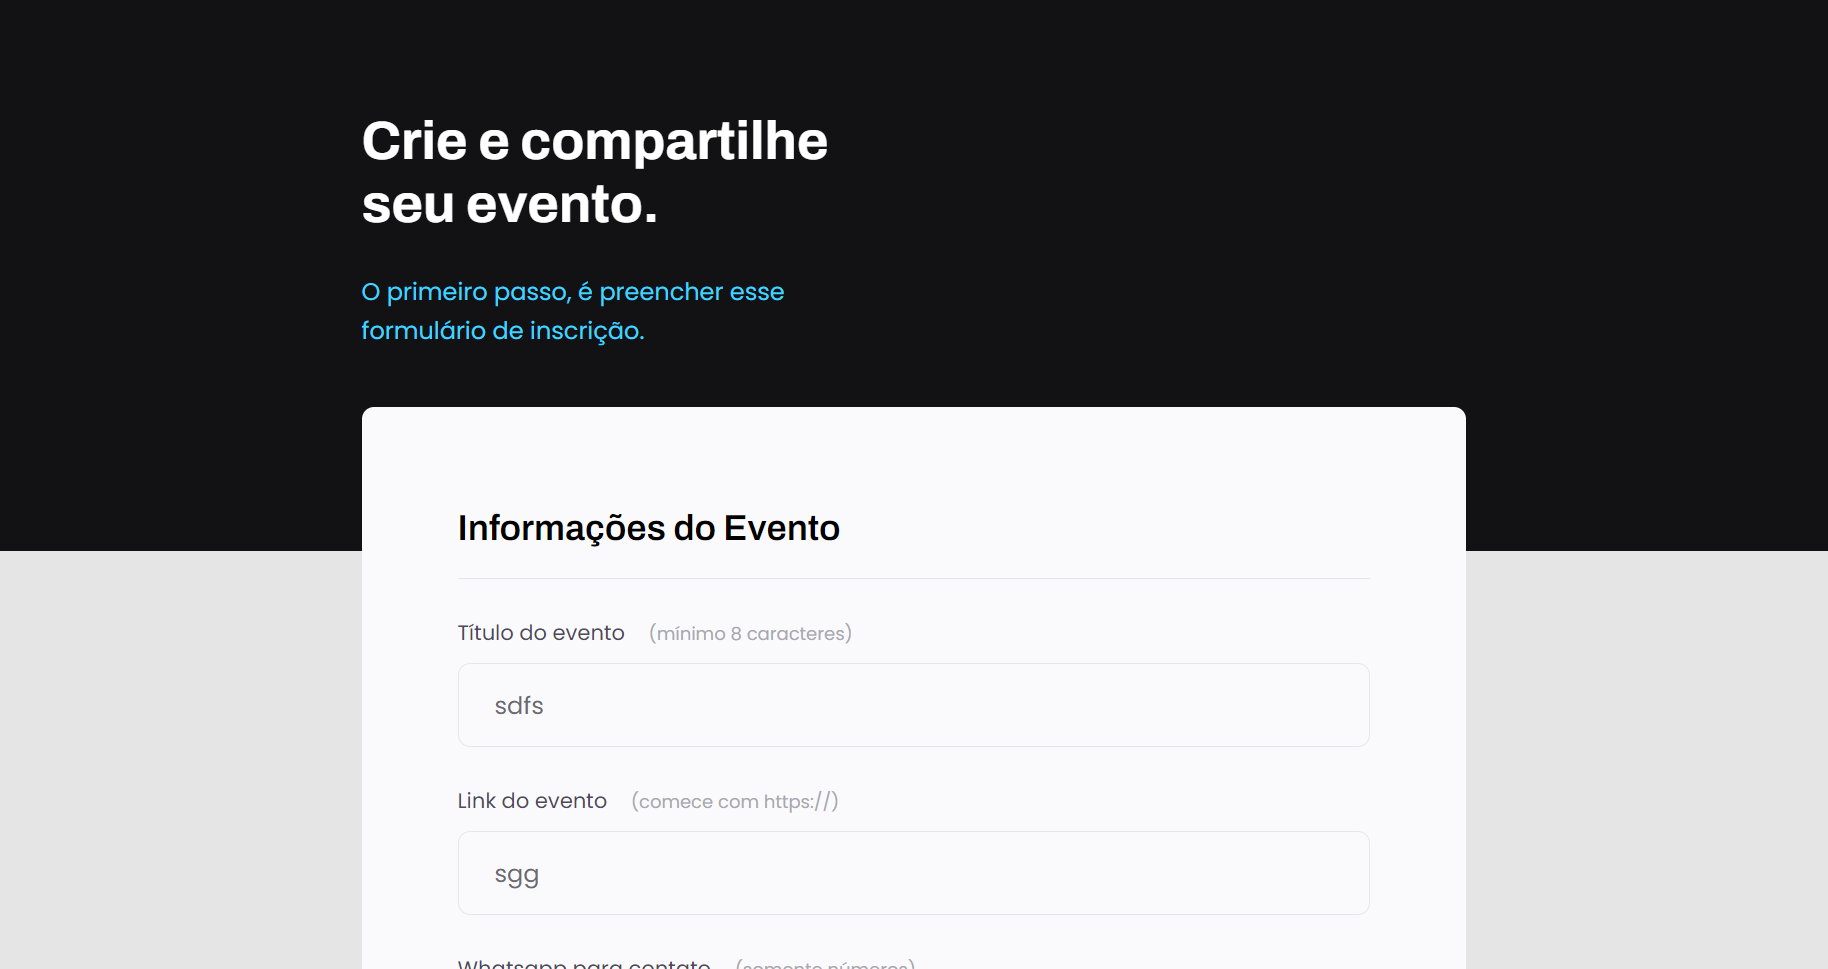 Crie e compartilhe
seu evento.
O primeiro passo, é preencher esse
formulário de inscrição.
Informações do Evento
Título do evento (mínimo 8 caracteres)
sdfs
Link do evento (comece com https://)
sgg
Whatsapp para contato (somente números)